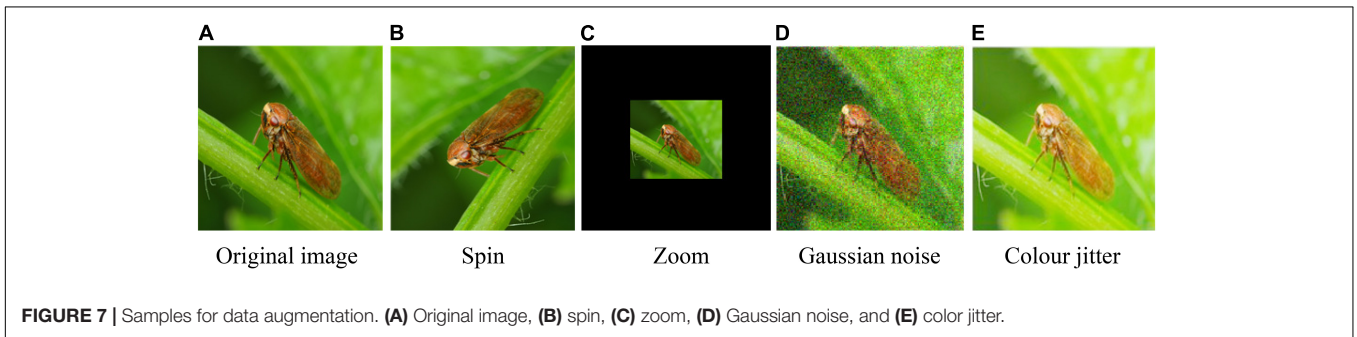 A B C D E
Original image Spin Zoom Gaussian noise Colour jitter
FIGURE 7 | Samples for data augmentation. (A) Original image, (B) spin, (C) zoom, (D) Gaussian noise, and (E) color jitter.